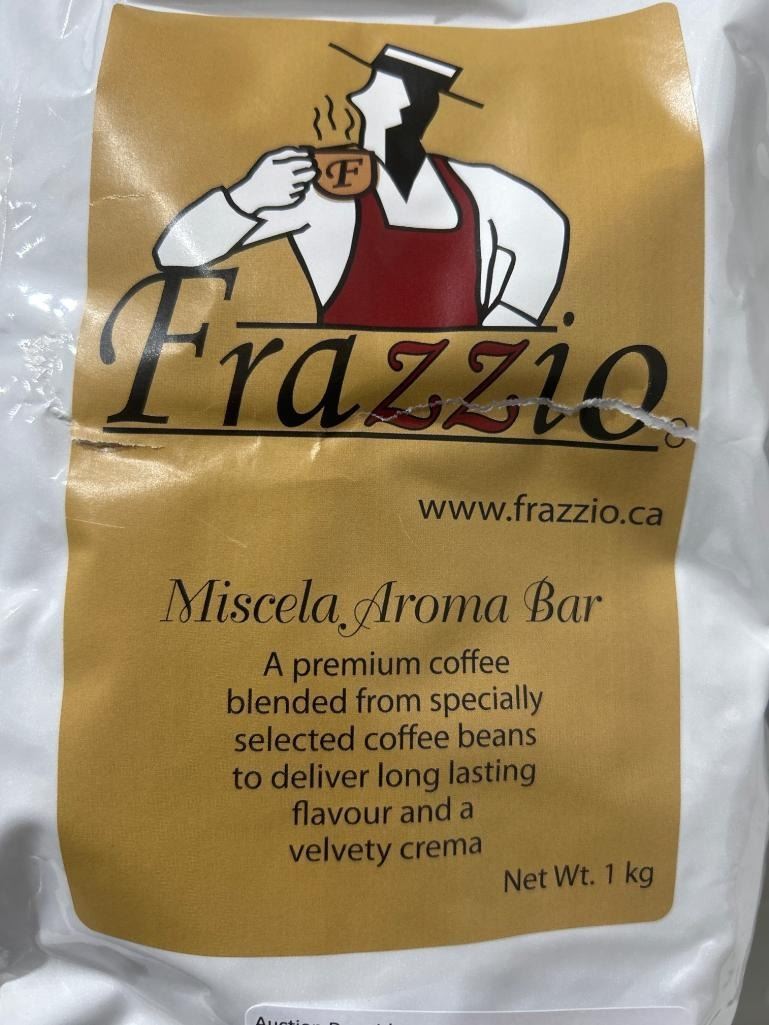 F
Frazzio
www.frazzio.ca
Miscela Aroma Bar
A premium coffee
blended from specially
selected coffee beans
to deliver long lasting
flavour and a
velvety crema
Net Wt. 1 kg